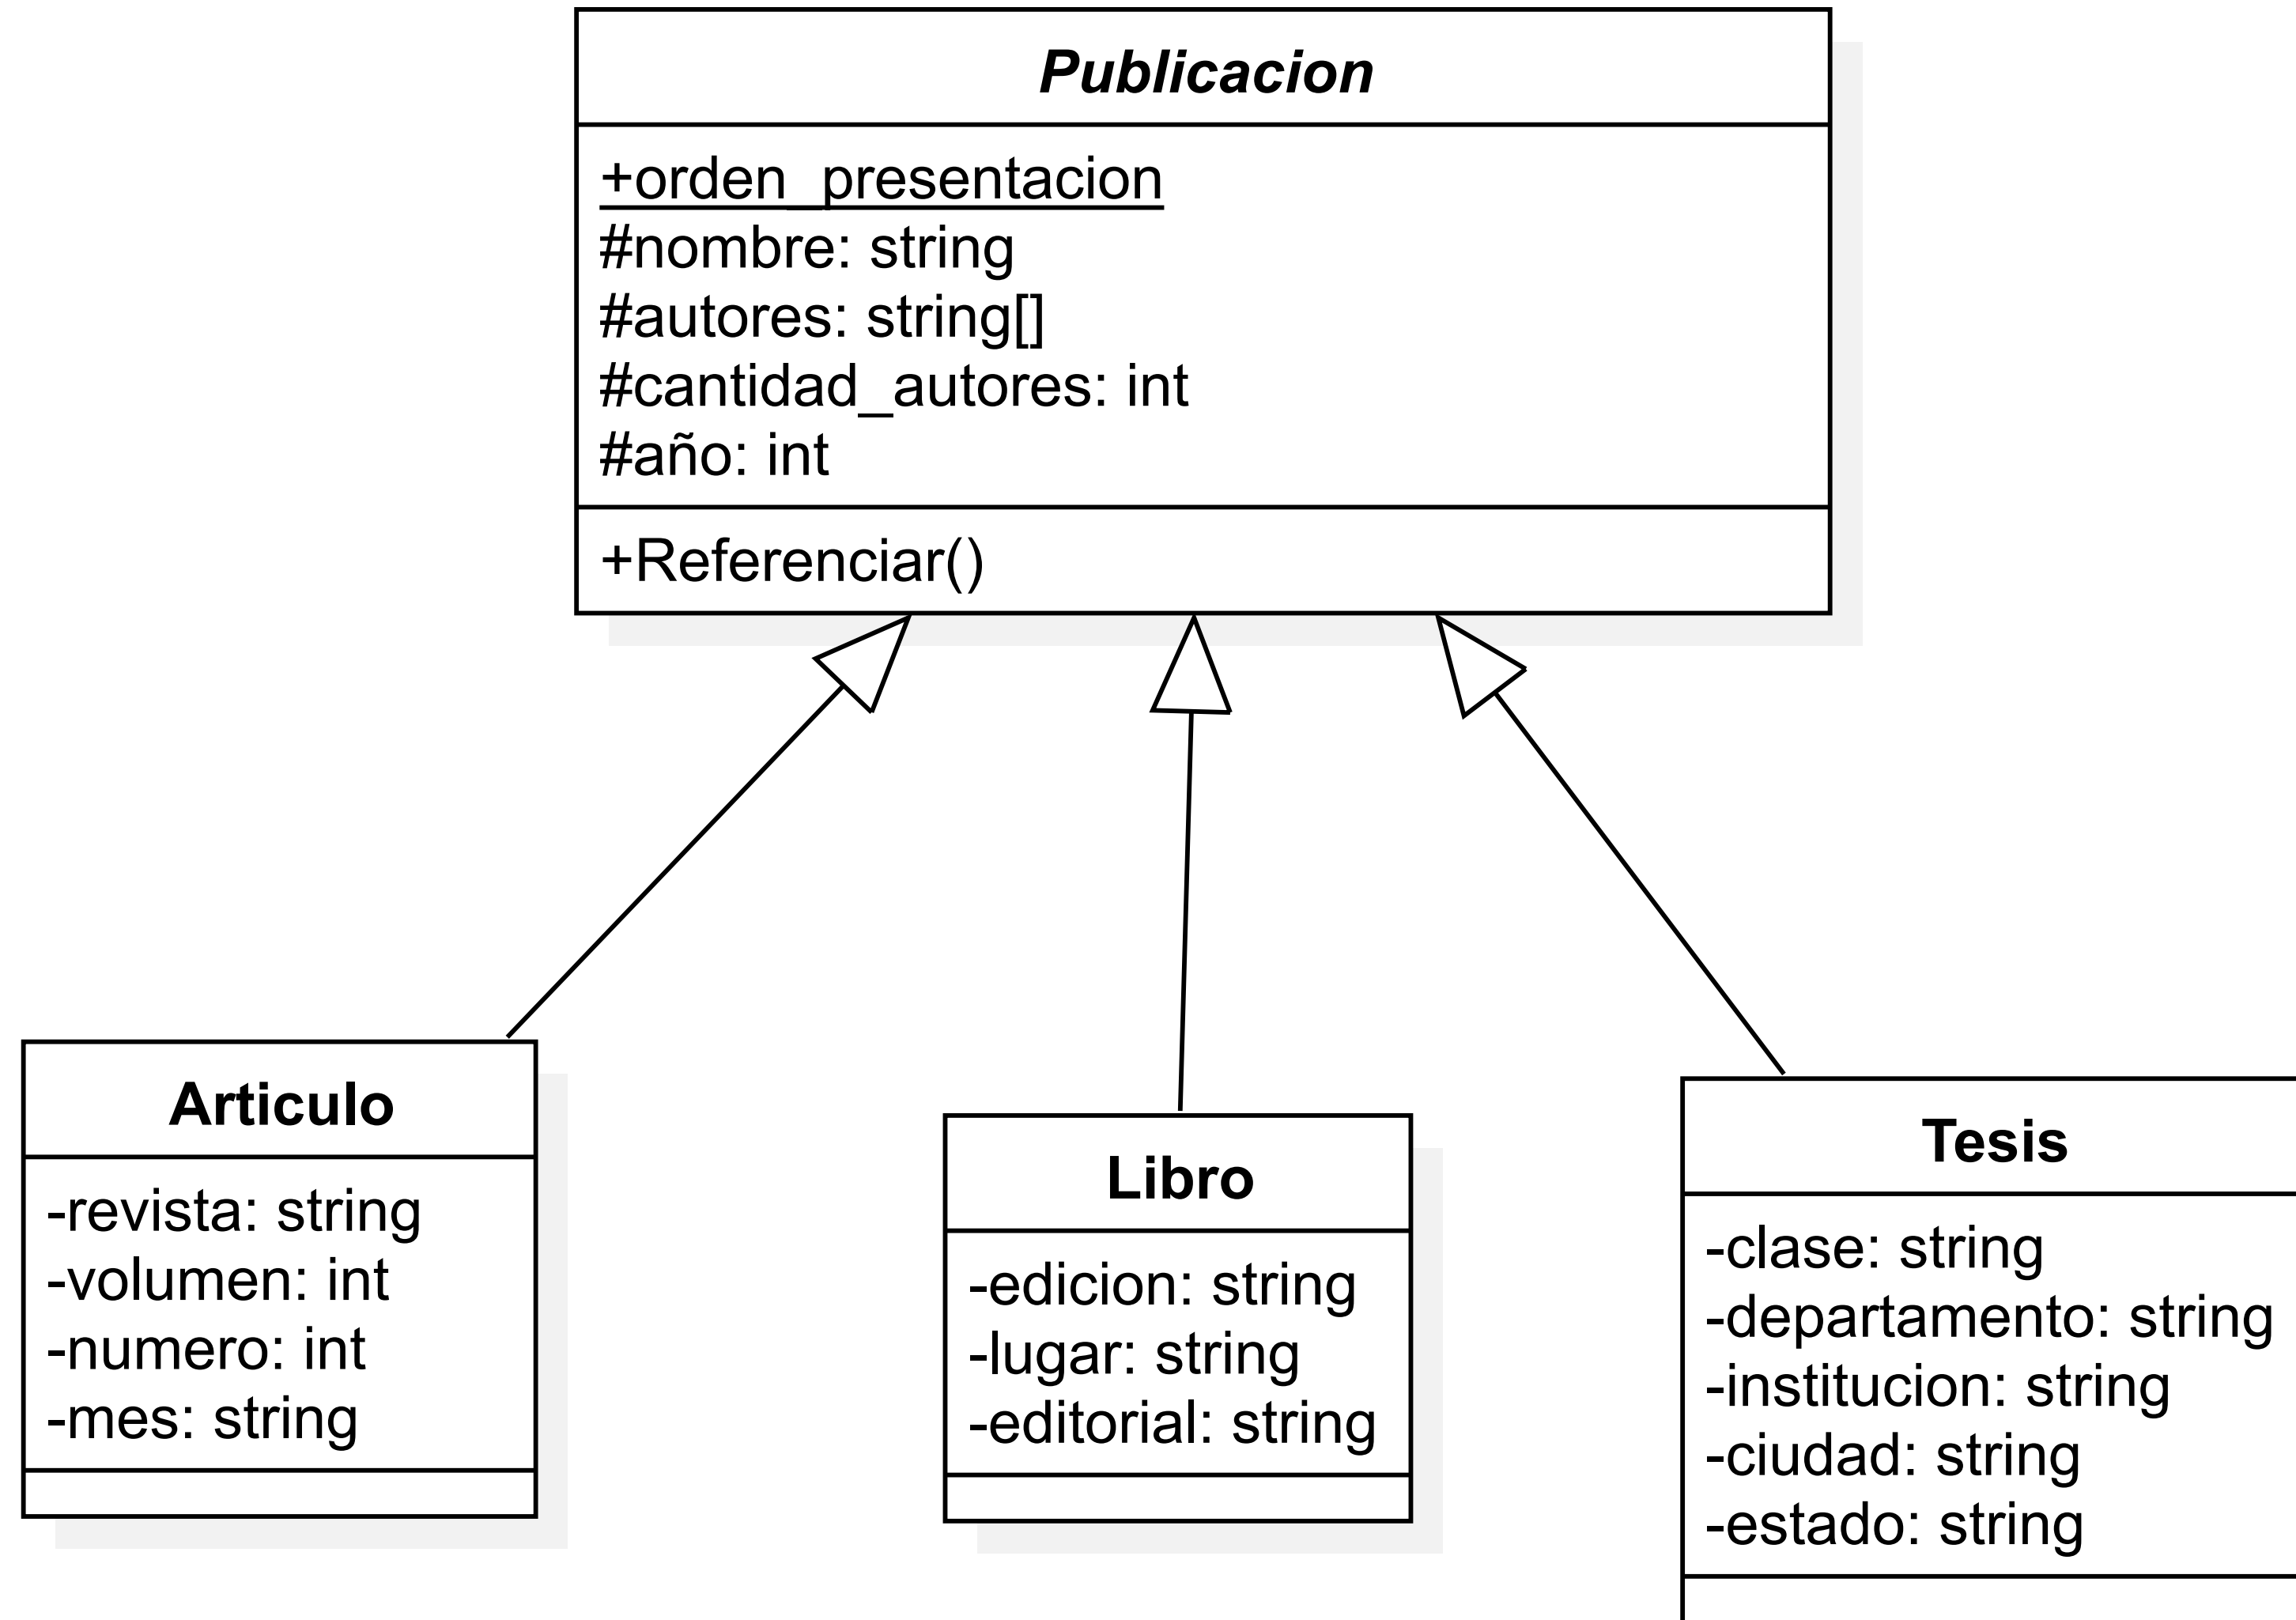 Publicacion
+orden_presentacion
#nombre: string
#autores: string[]
#cantidad_autores: int
#año: int
+Referenciar()
Articulo
-revista: string
-volumen: int
-numero: int
-mes: string
Libro
-edicion: string
-lugar: string
-editorial: string
Tesis
-clase: string
-departamento: string
-institucion: string
-ciudad: string
-estado: string